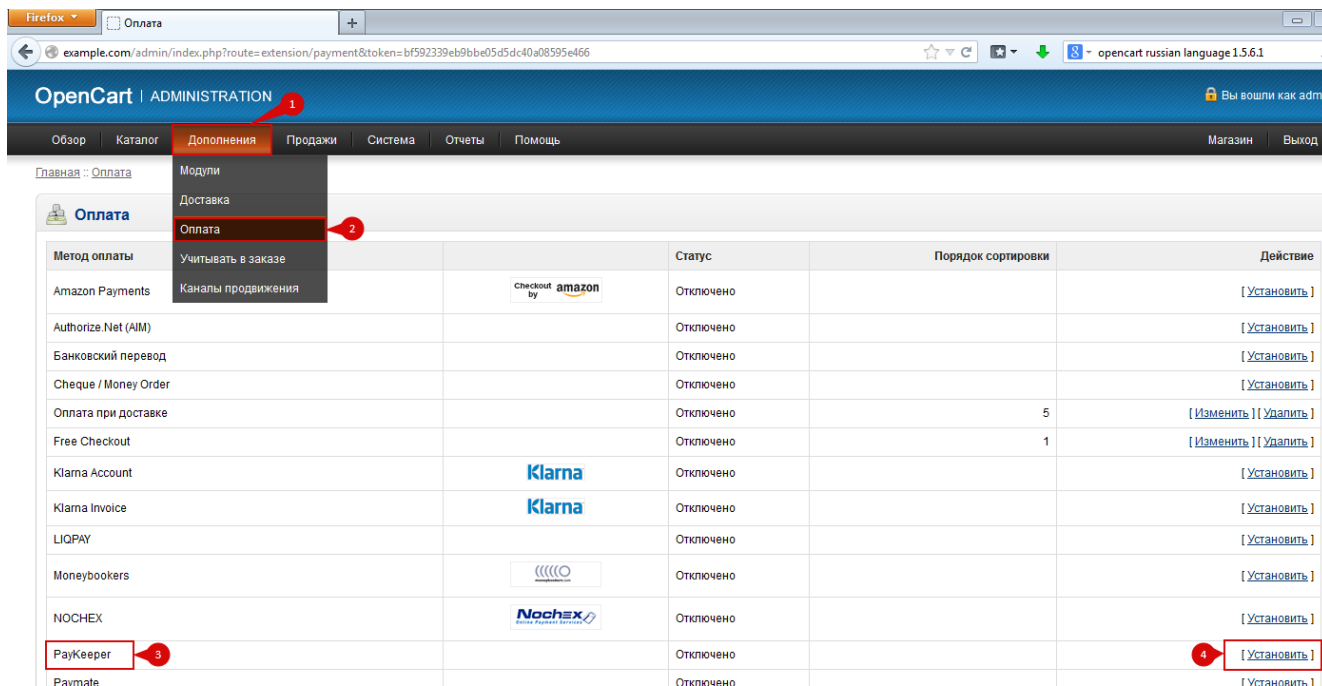 Firefox
Оплата
example.com/admin/index.php?route=extension/payment&token=bf592339eb9bbe05d5dc40a08595e466
opencart russian language 1.5.6.1
OpenCart | ADMINISTRATION
Вы вошли как adm
1
Обзор Каталог Дополнения Продажи Система Отчеты Помощь Магазин Выход
Главная :: Оплата
Модули
Доставка
Оплата
2
Учитывать в заказе
Каналы продвижения
Оплата
Метод оплаты Статус Порядок сортировки Действие
Amazon Payments Checkout by amazon Отключено [ Установить ]
Authorize.Net (AIM) Отключено [ Установить ]
Банковский перевод Отключено [ Установить ]
Cheque / Money Order Отключено [ Установить ]
Оплата при доставке Отключено 5 [ Изменить ] [ Удалить ]
Free Checkout Отключено 1 [ Изменить ] [ Удалить ]
Klarna Account Klarna Отключено [ Установить ]
Klarna Invoice Klarna Отключено [ Установить ]
LIQPAY Отключено [ Установить ]
Moneybookers Отключено [ Установить ]
NOCHEX Nochex Online Payment Services Отключено [ Установить ]
PayKeeper 3 Отключено 4 [ Установить ]
Paymate Отключено [ Установить ]